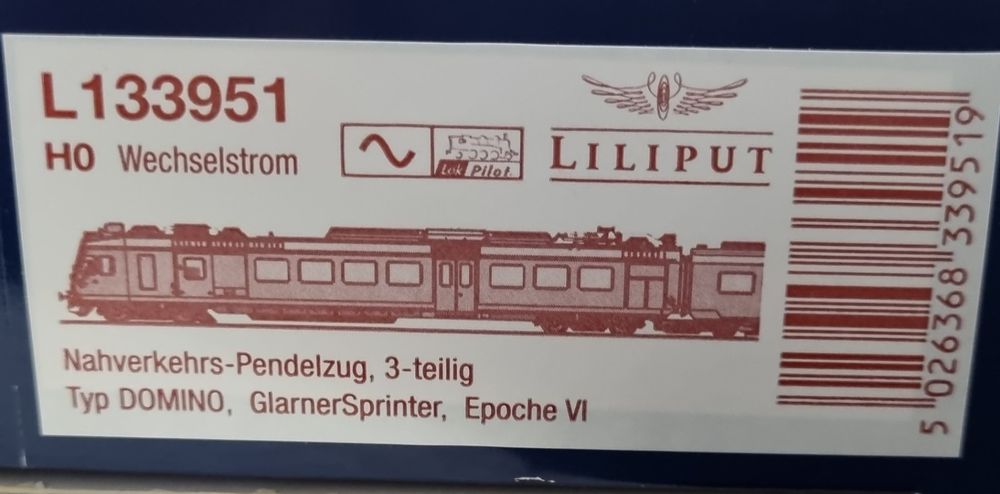 L133951
H0 Wechselstrom
Lok Pilot
LILIPUT
Nahverkehrs-Pendelzug, 3-teilig
Typ DOMINO, GlarnerSprinter, Epoche VI
5 026368 339519